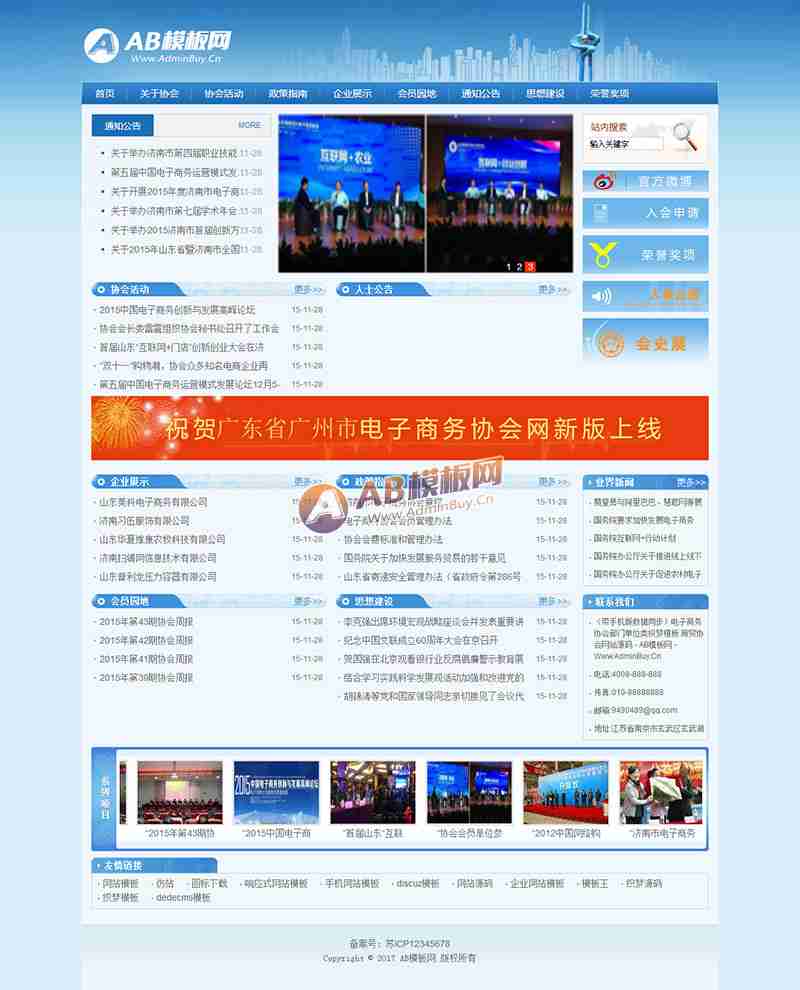 AB模板网
Www.AdminBuy.Cn
首页 关于协会 协会活动 政策指南 企业展示 会员园地 通知公告 思想建设 荣誉奖项
通知公告 MORE
关于举办济南市第四届职业技能 11-28
第五届中国电子商务运营模式发 11-28
关于开展2015年度济南市电子商 11-28
关于举办济南市第七届学术年会 11-28
关于举办2015济南市首届创新方 11-28
关于2015年山东省暨济南市全国 11-28
互联网+农业
1 2 3
站内搜索
输入关键字
官方微博
入会申请
荣誉奖项
会史展
协会活动 更多>>
·2015中国电子商务创新与发展高峰论坛 15-11-28
·协会会长娄雷震组织协会秘书处召开了工作会 15-11-28
·首届山东“互联网+门店”创新创业大会在济 15-11-28
·“双十一”购物潮，协会众多知名电商企业再 15-11-28
·第五届中国电子商务运营模式发展论坛12月5- 15-11-28
人士公告 更多>>
祝贺广东省广州市电子商务协会网新版上线
企业展示 更多>>
·山东英科电子商务有限公司 15-11-28
·济南习伍服饰有限公司 15-11-28
·山东华夏维康农牧科技有限公司 15-11-28
·济南扫铺网信息技术有限公司 15-11-28
·山东普利龙压力容器有限公司 15-11-28
更多>>
15-11-28
·电子商务协会会员管理办法 15-11-28
·协会会费标准和管理办法 15-11-28
·国务院关于加快发展服务贸易的若干意见 15-11-28
·山东省寄递安全管理办法（省政府令第286号 15-11-28
AB模板网
Www.AdminBuy.Cn
业界新闻 更多>>
·国务院要求加快发展电子商务
·国务院互联网+行动计划
·国务院办公厅关于推进线上线下
·国务院办公厅关于促进农村电子
会员园地 更多>>
·2015年第43期协会周报 15-11-28
·2015年第42期协会周报 15-11-28
·2015年第41期协会周报 15-11-28
·2015年第39期协会周报 15-11-28
思想建设 更多>>
·李克强出席环境宏观战略座谈会并发表重要讲 15-11-28
·纪念中国文联成立60周年大会在京召开 15-11-28
·贺国强在北京观看银行业反腐倡廉警示教育展 15-11-28
·结合学习实践科学发展观活动加强和改进党的 15-11-28
·胡锦涛等党和国家领导同志亲切接见了会议代 15-11-28
联系我们
·（带手机版数据同步）电子商务
协会部门单位类织梦模板 商贸协
会网站源码 - AB模板网 -
Www.AdminBuy.Cn
·电话:4008-888-888
·传真:010-88888888
·邮箱:9490489@qq.com
·地址:江苏省南京市玄武区玄武湖
系列项目
“2015年第43期协 “2015中国电子商 “首届山东“互联 “协会会员单位参 “2012中国网络购 “济南市电子商务
友情链接
·网站模板 ·仿站 ·图标下载 ·响应式网站模板 ·手机网站模板 ·discuz模板 ·网站源码 ·企业网站模板 ·模板王 ·织梦源码
·织梦模板 ·dedecms模板
备案号：苏ICP12345678
Copyright © 2017 AB模板网 版权所有